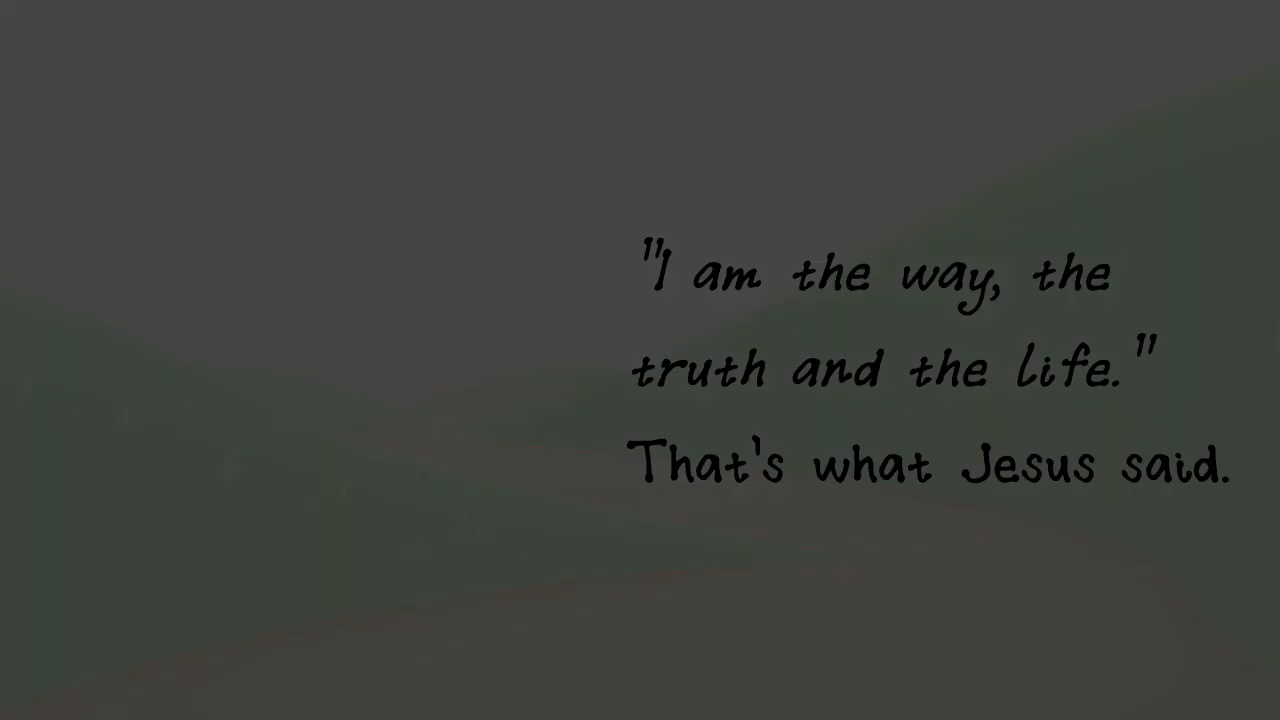 "I am the way, the
truth and the life."
That's what Jesus said.